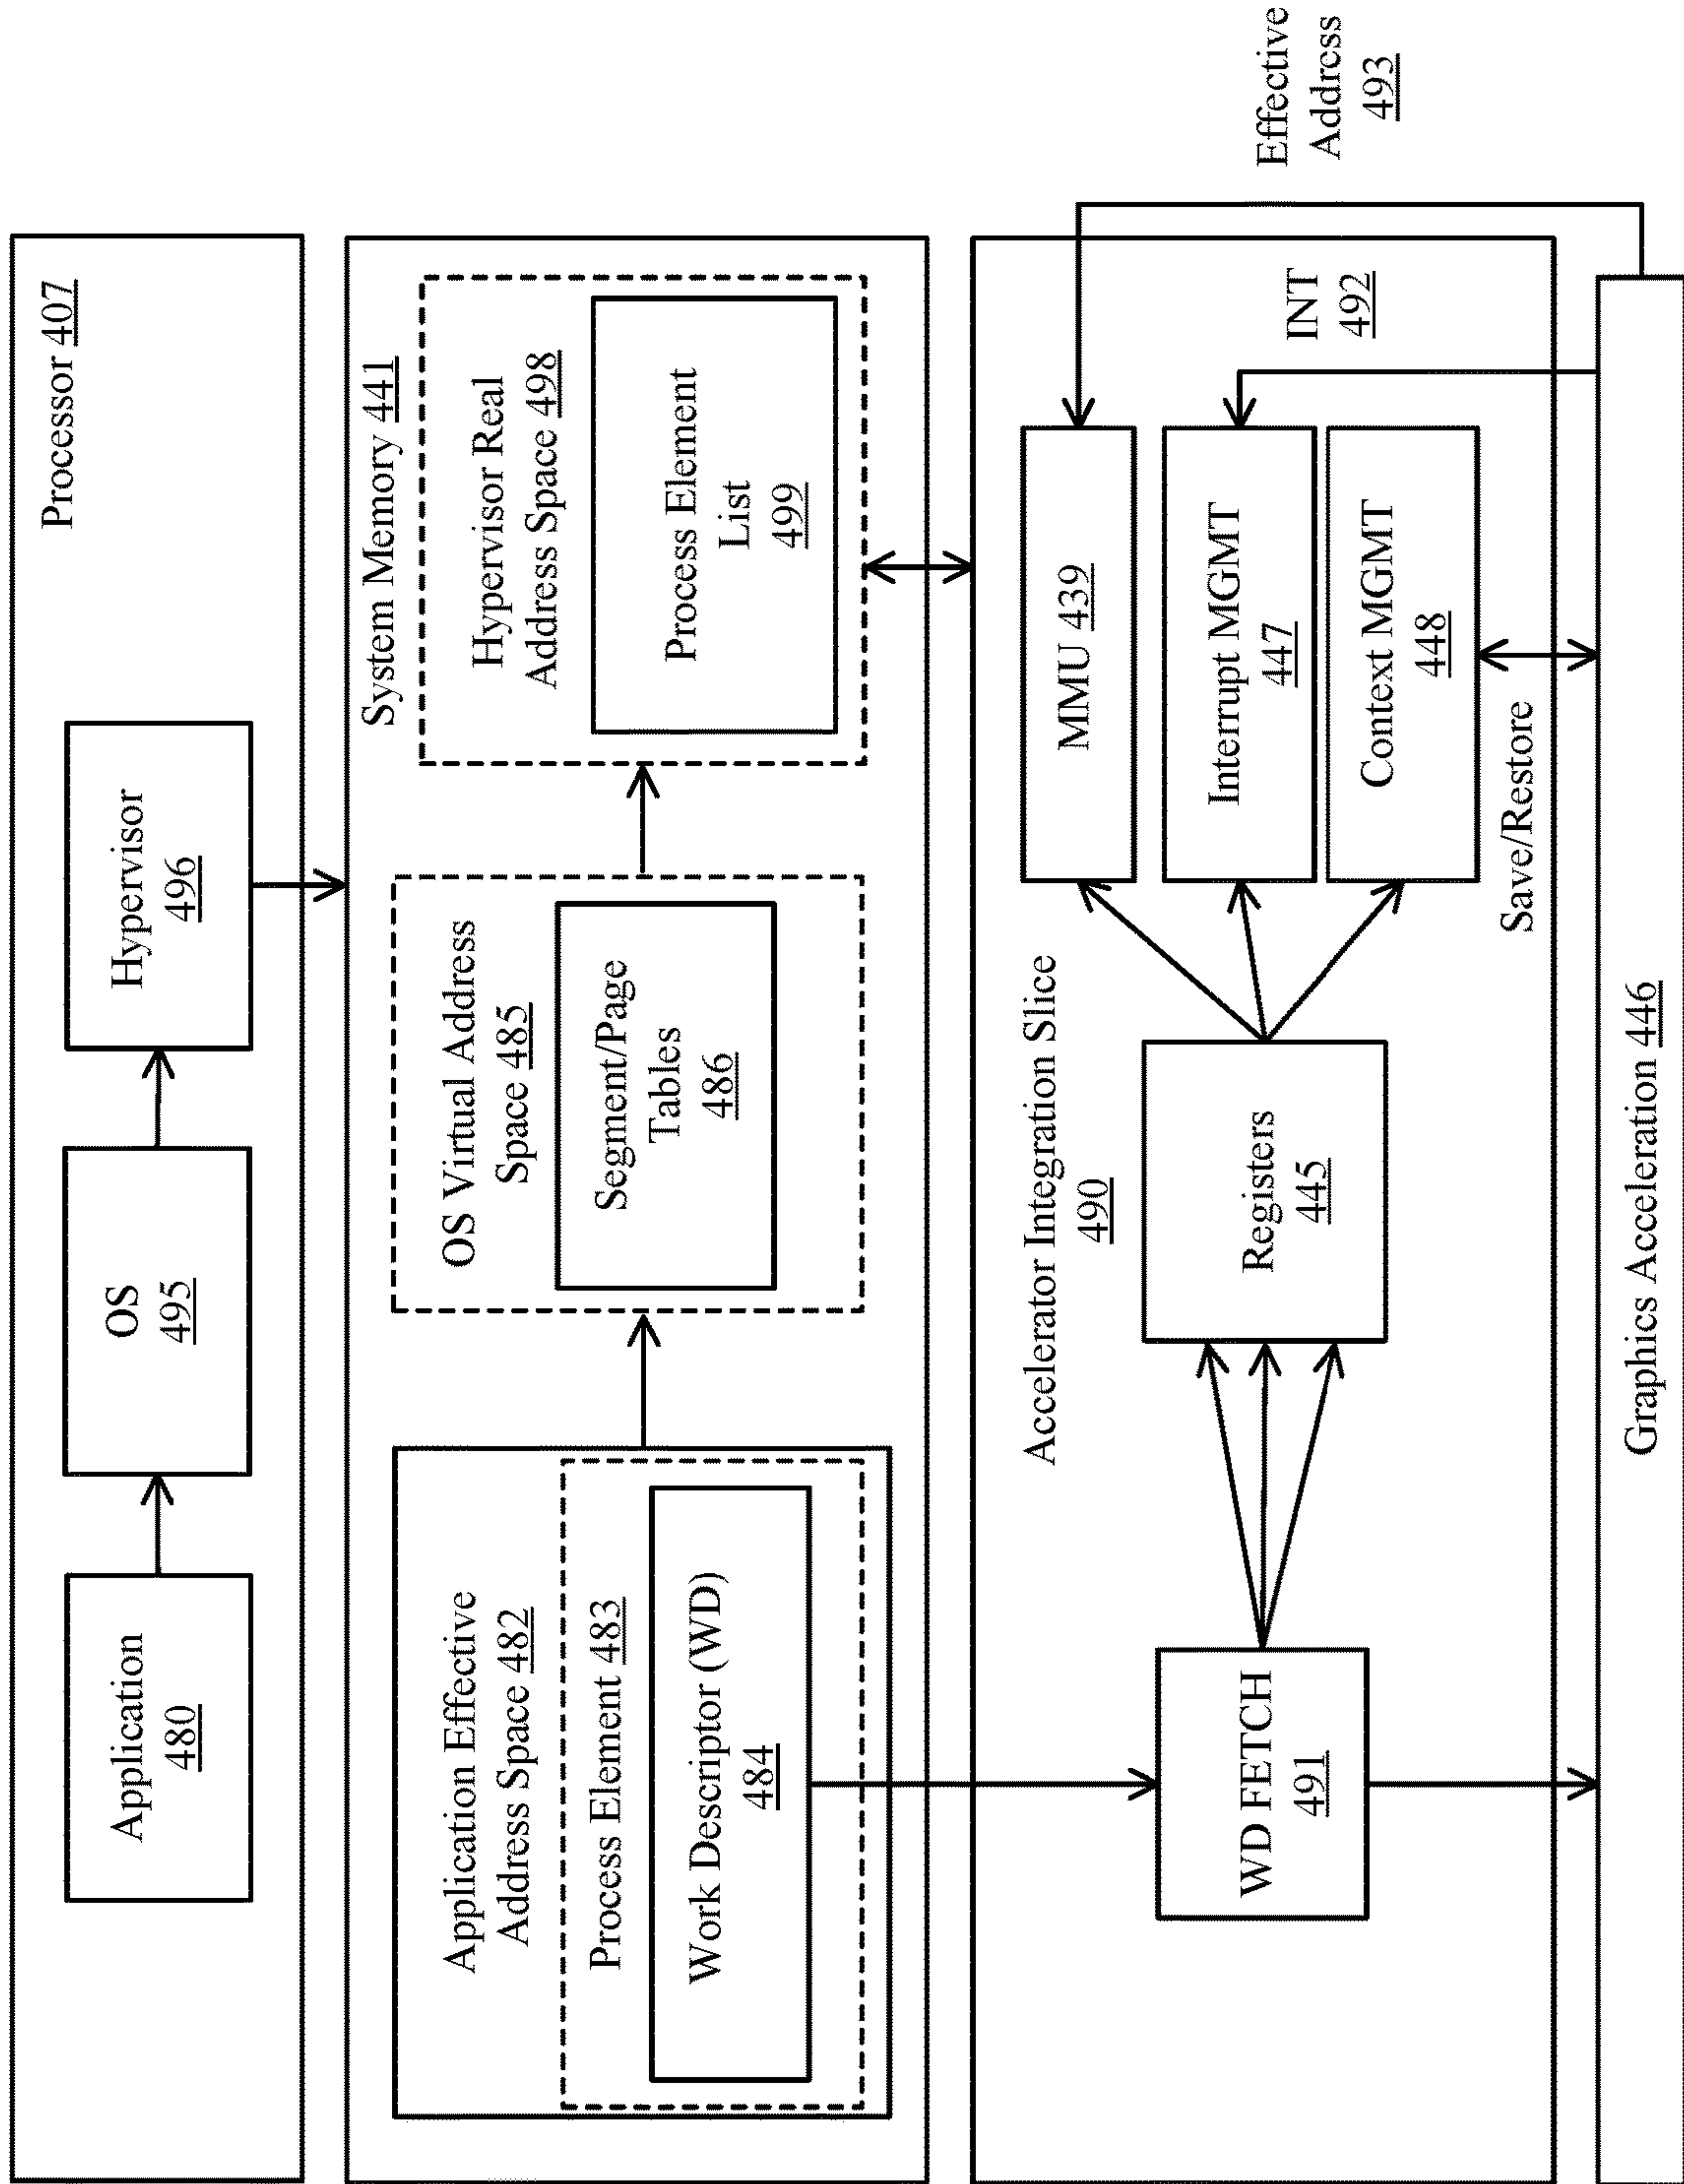 Processor 407
Application
480
OS
495
Hypervisor
496
System Memory 441
Application Effective
Address Space 482
Process Element 483
Work Descriptor (WD)
484
OS Virtual Address
Space 485
Segment/Page
Tables
486
Hypervisor Real
Address Space 498
Process Element
List
499
Accelerator Integration Slice
490
WD FETCH
491
Registers
445
MMU 439
Interrupt MGMT
447
Context MGMT
448
INT
492
Save/Restore
Effective
Address
493
Graphics Acceleration 446